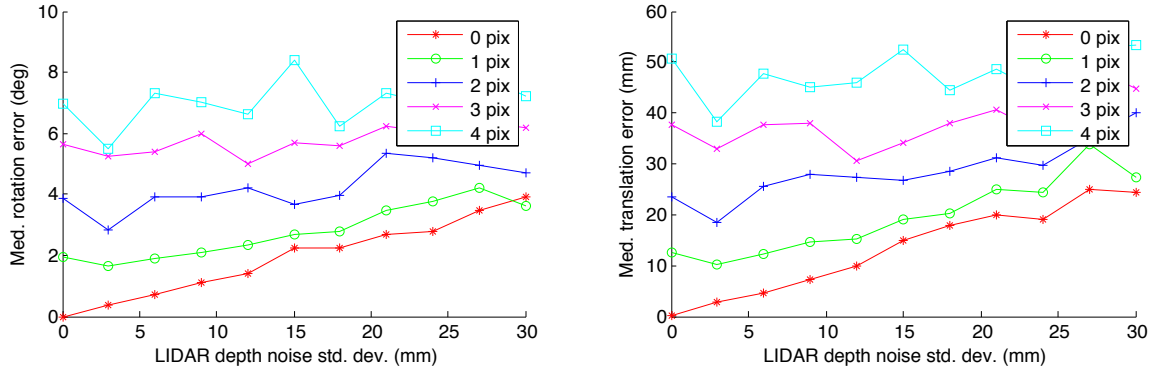 10
8
6
4
2
0
Med. rotation error (deg)
0 5 10 15 20 25 30
LIDAR depth noise std. dev. (mm)
0 pix
1 pix
2 pix
3 pix
4 pix
60
50
40
30
20
10
0
Med. translation error (mm)
0 5 10 15 20 25 30
LIDAR depth noise std. dev. (mm)
0 pix
1 pix
2 pix
3 pix
4 pix